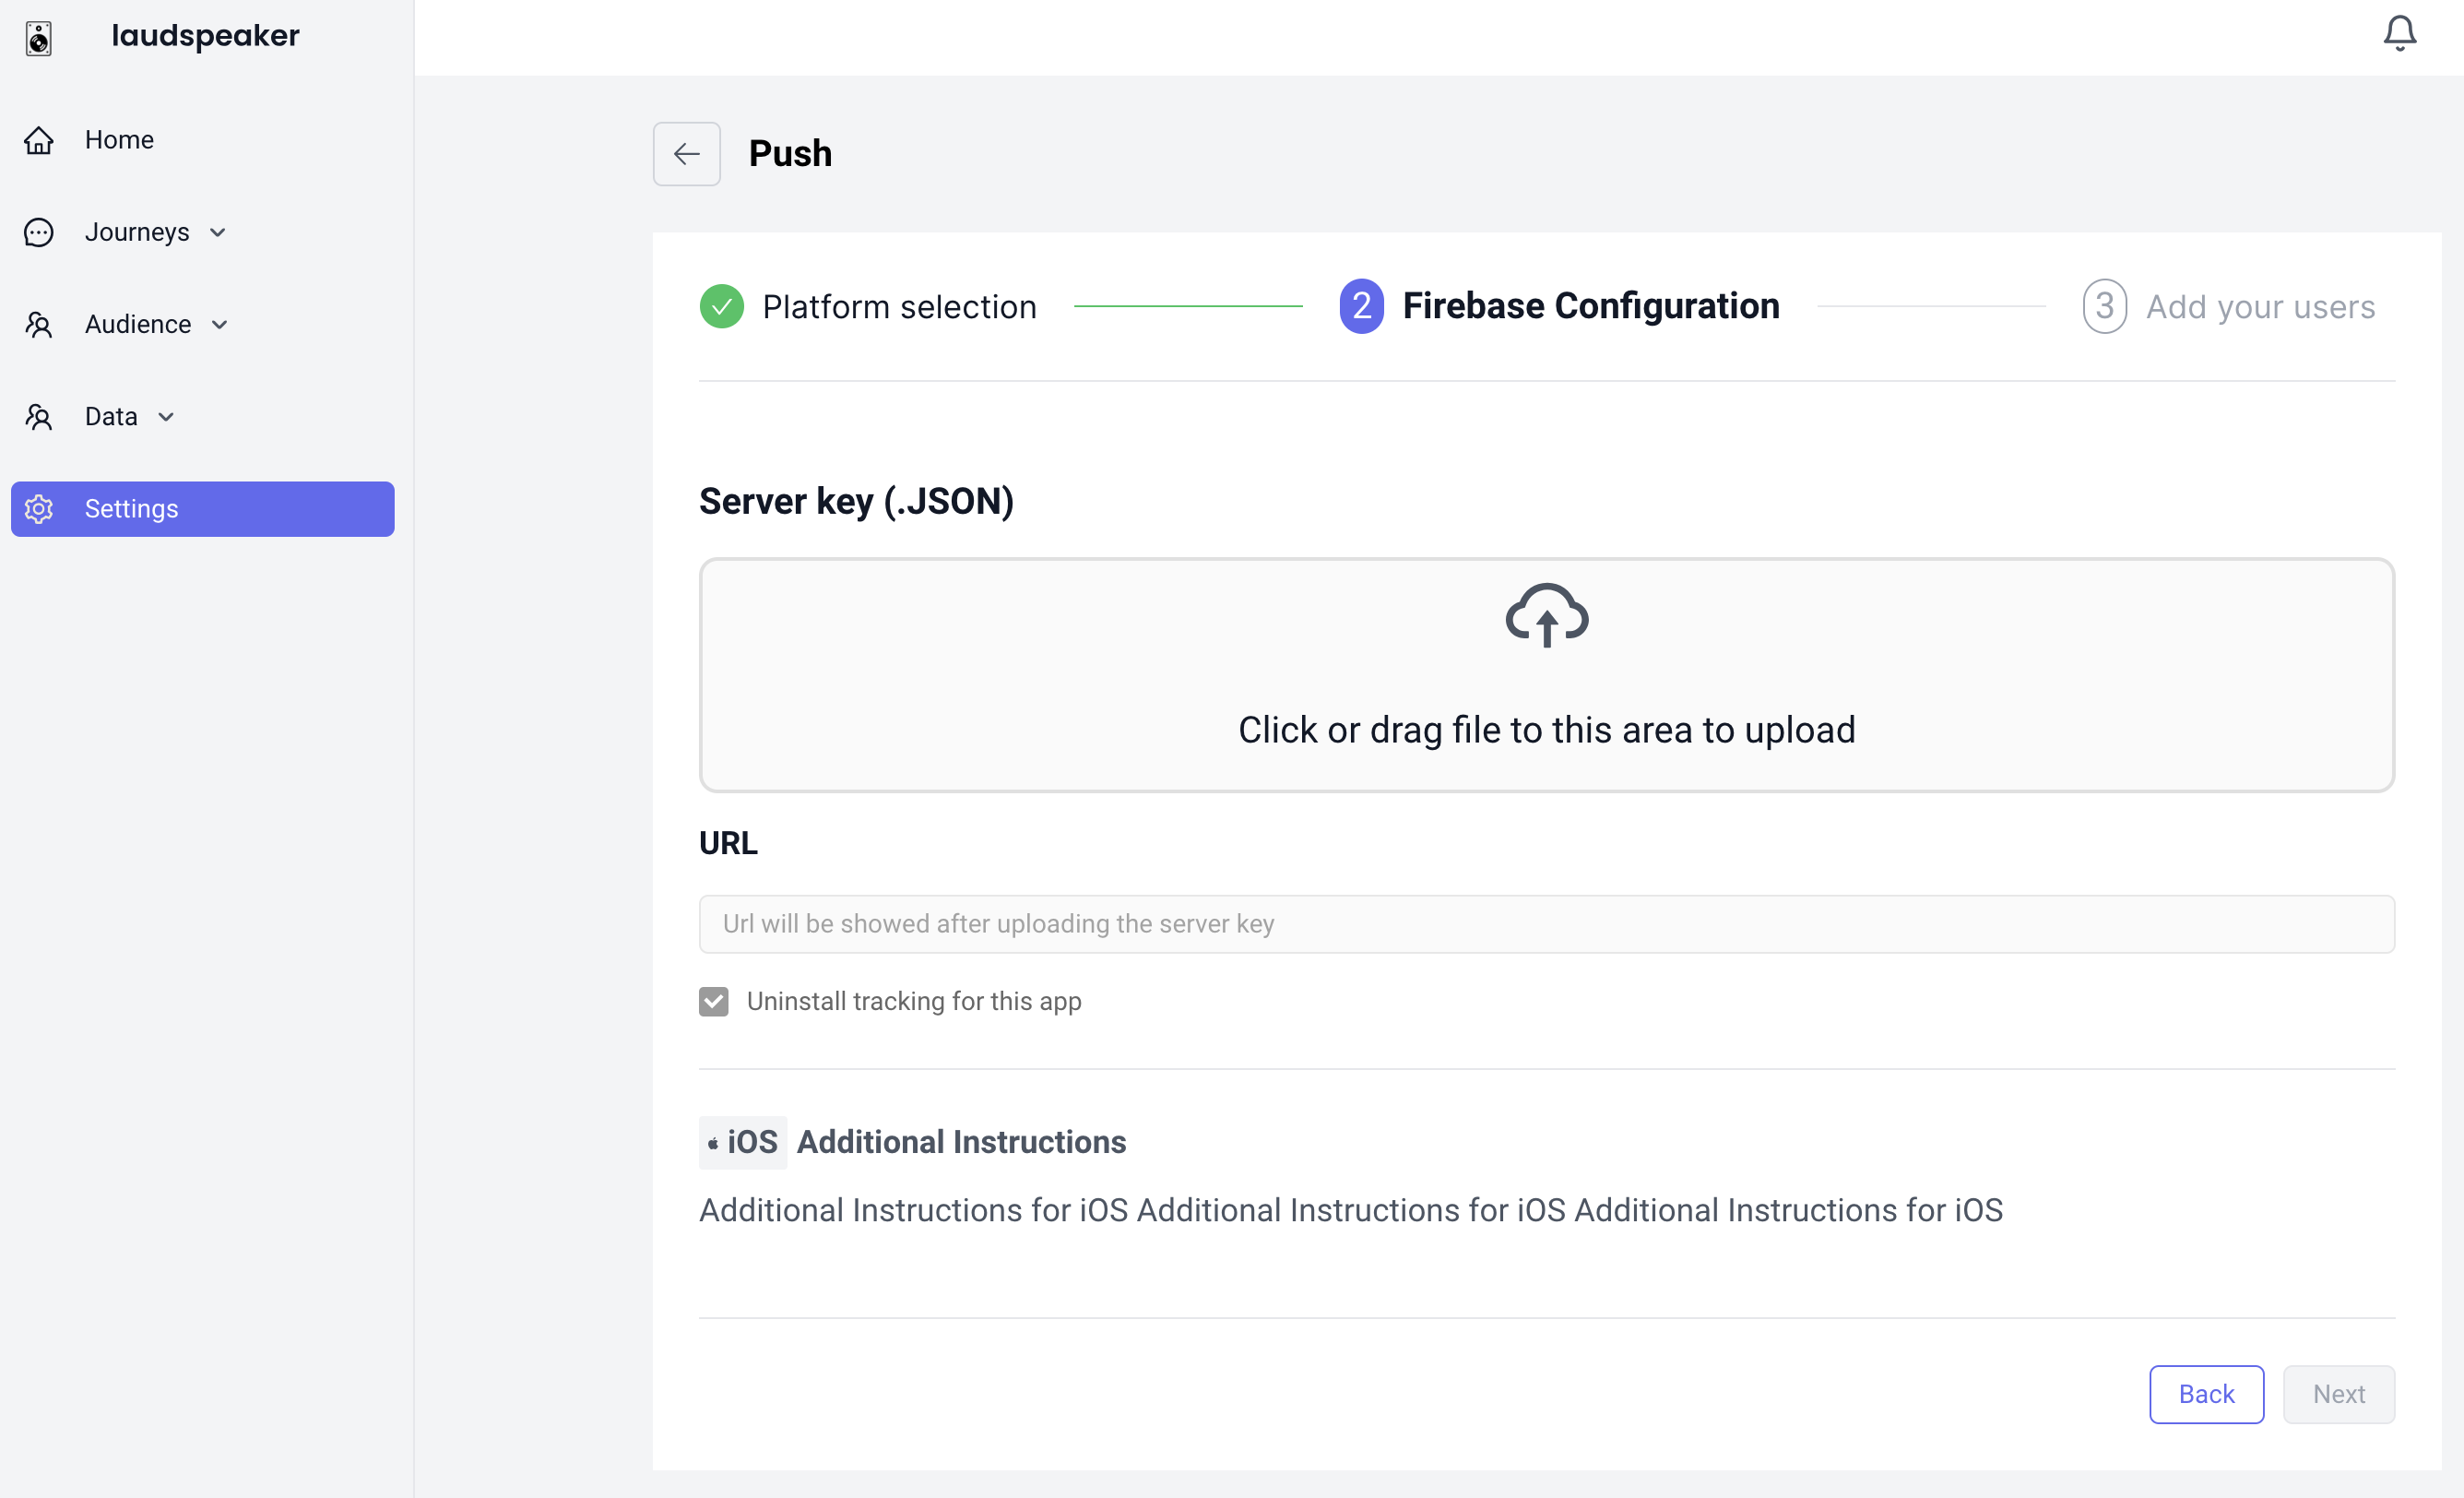 laudspeaker
Home
Journeys
Audience
Data
Settings
Push
Platform selection
2 Firebase Configuration
3 Add your users
Server key (.JSON)
Click or drag file to this area to upload
URL
Url will be showed after uploading the server key
Uninstall tracking for this app
iOS Additional Instructions
Additional Instructions for iOS Additional Instructions for iOS Additional Instructions for iOS
Back Next